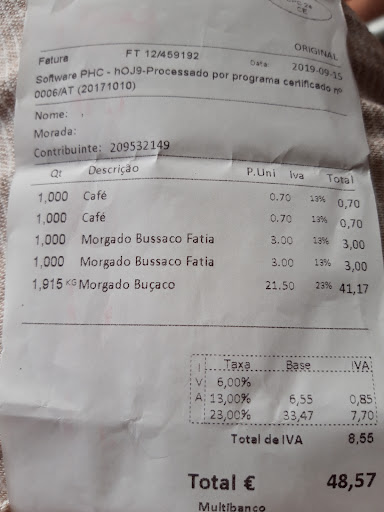 ORIGINAL
Fatura FT 12/459192 Data: 2019-09-15
Software PHC - hOJ9-Processado por programa certificado nº
0006/AT (20171010)
Nome: .
Morada:
Contribuinte: 209532149
Qt Descrição P.Uni Iva Total
1,000 Café 0.70 13% 0,70
1,000 Café 0.70 13% 0,70
1,000 Morgado Bussaco Fatia 3.00 13% 3,00
1,000 Morgado Bussaco Fatia 3.00 13% 3,00
1,915 KG Morgado Buçaco 21.50 23% 41,17
I V A
Taxa Base IVA
6,00%
13,00% 6,55 0,85
23,00% 33,47 7,70
Total de IVA 8,55
Total € 48,57
Multibanco